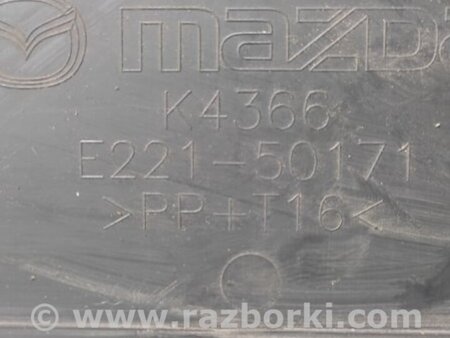 mazda
K4366
E221-50171
>PP+T16<
www.razborki.com